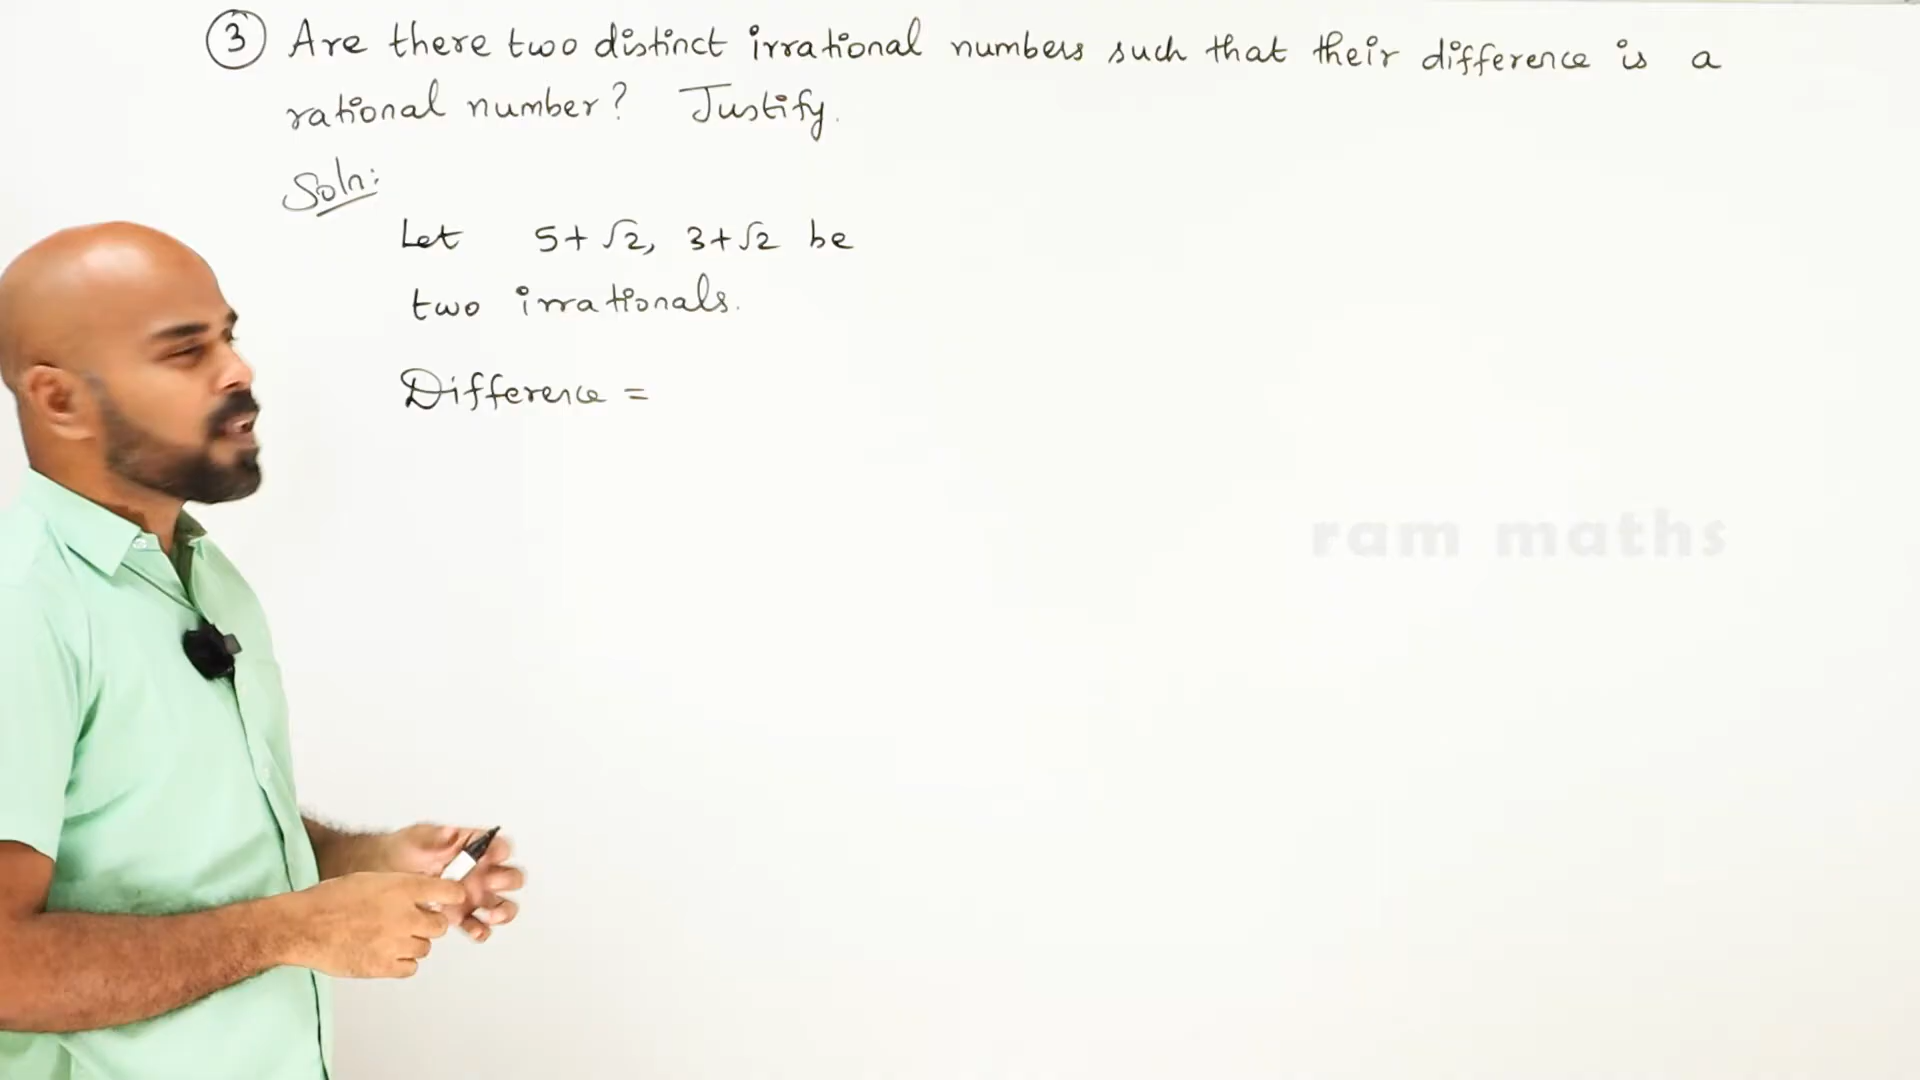 3 Are there two distinct irrational numbers such that their difference is a
rational number? Justify.
Soln:
Let 5+√2, 3+√2 be
two irrationals.
Difference =
ram maths